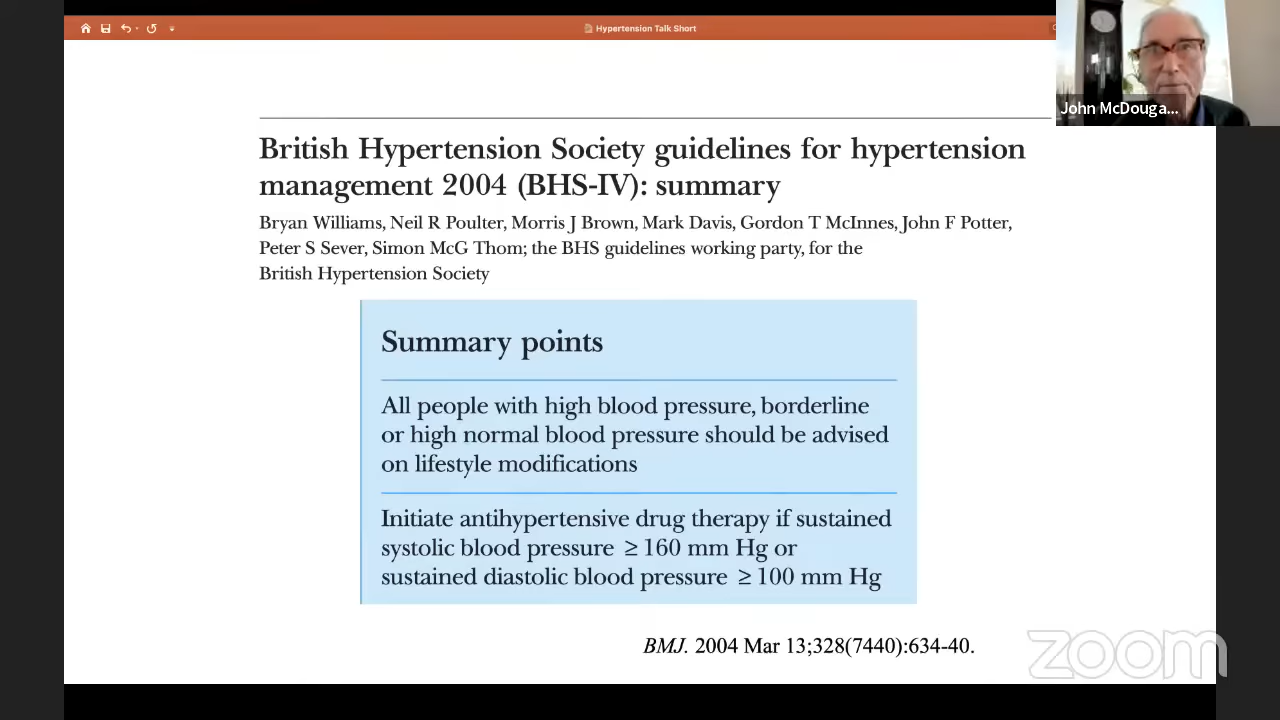 Hypertension Talk Short
John McDouga...
British Hypertension Society guidelines for hypertension
management 2004 (BHS-IV): summary
Bryan Williams, Neil R Poulter, Morris J Brown, Mark Davis, Gordon T McInnes, John F Potter,
Peter S Sever, Simon McG Thom; the BHS guidelines working party, for the
British Hypertension Society
Summary points
All people with high blood pressure, borderline
or high normal blood pressure should be advised
on lifestyle modifications
Initiate antihypertensive drug therapy if sustained
systolic blood pressure ≥ 160 mm Hg or
sustained diastolic blood pressure ≥ 100 mm Hg
BMJ. 2004 Mar 13;328(7440):634-40.
zoom